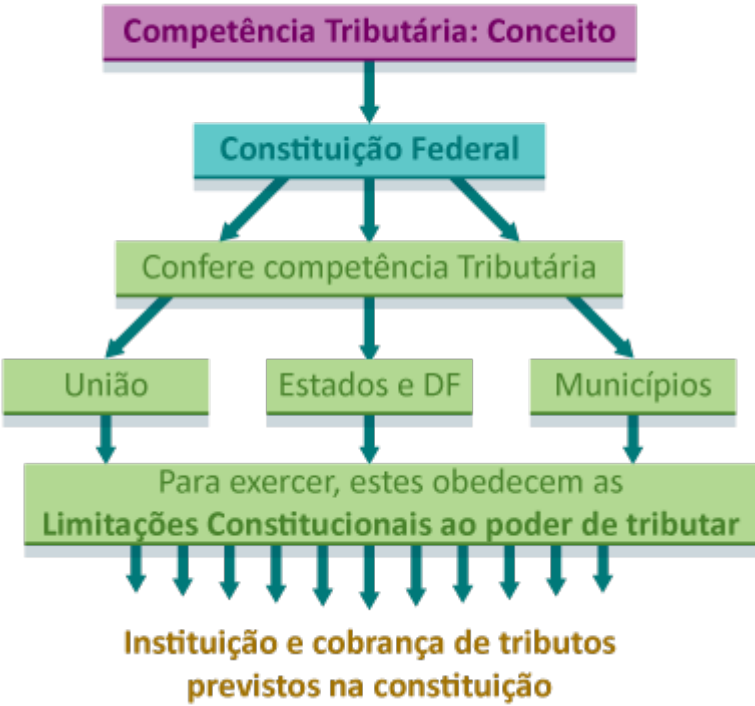 Competência Tributária: Conceito
Constituição Federal
Confere competência Tributária
União
Estados e DF
Municípios
Para exercer, estes obedecem as
Limitações Constitucionais ao poder de tributar
Instituição e cobrança de tributos
previstos na constituição